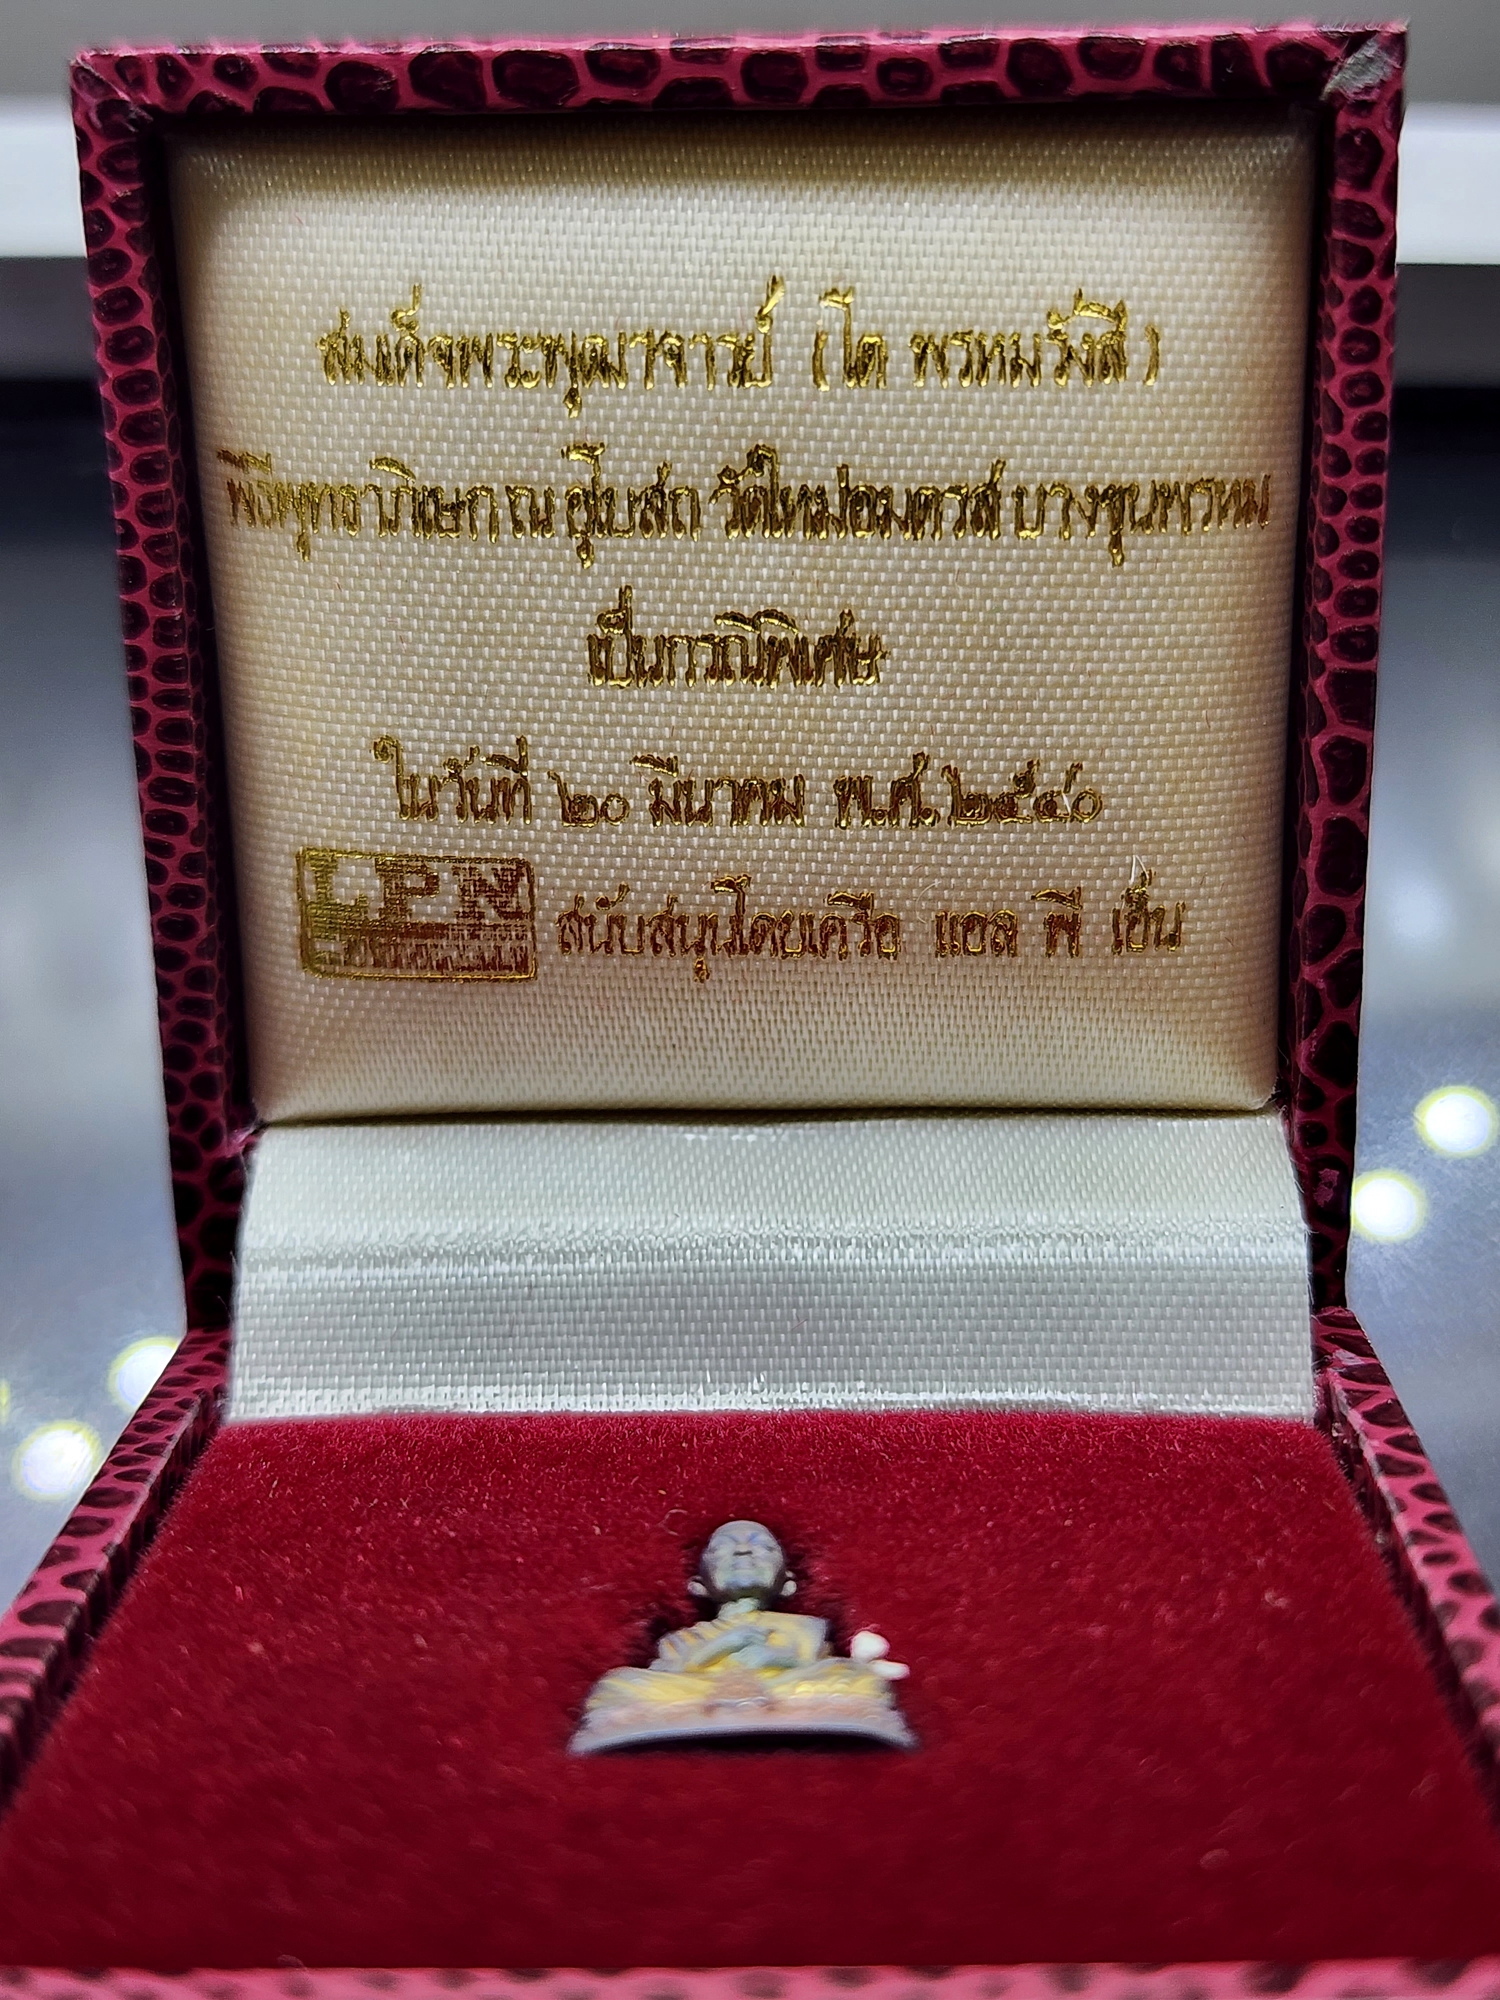 สมเด็จพระพุฒาจารย์ (โต พรหมรังสี)
พิธีพุทธาภิเษก ณ อุโบสถ วัดใหม่อมตรส บางขุนพรหม
เป็นกรณีพิเศษ
ในวันที่ ๒๐ มีนาคม พ.ศ. ๒๕๔๐
LPN สนับสนุนโดยเครือ แอล พี เอ็น